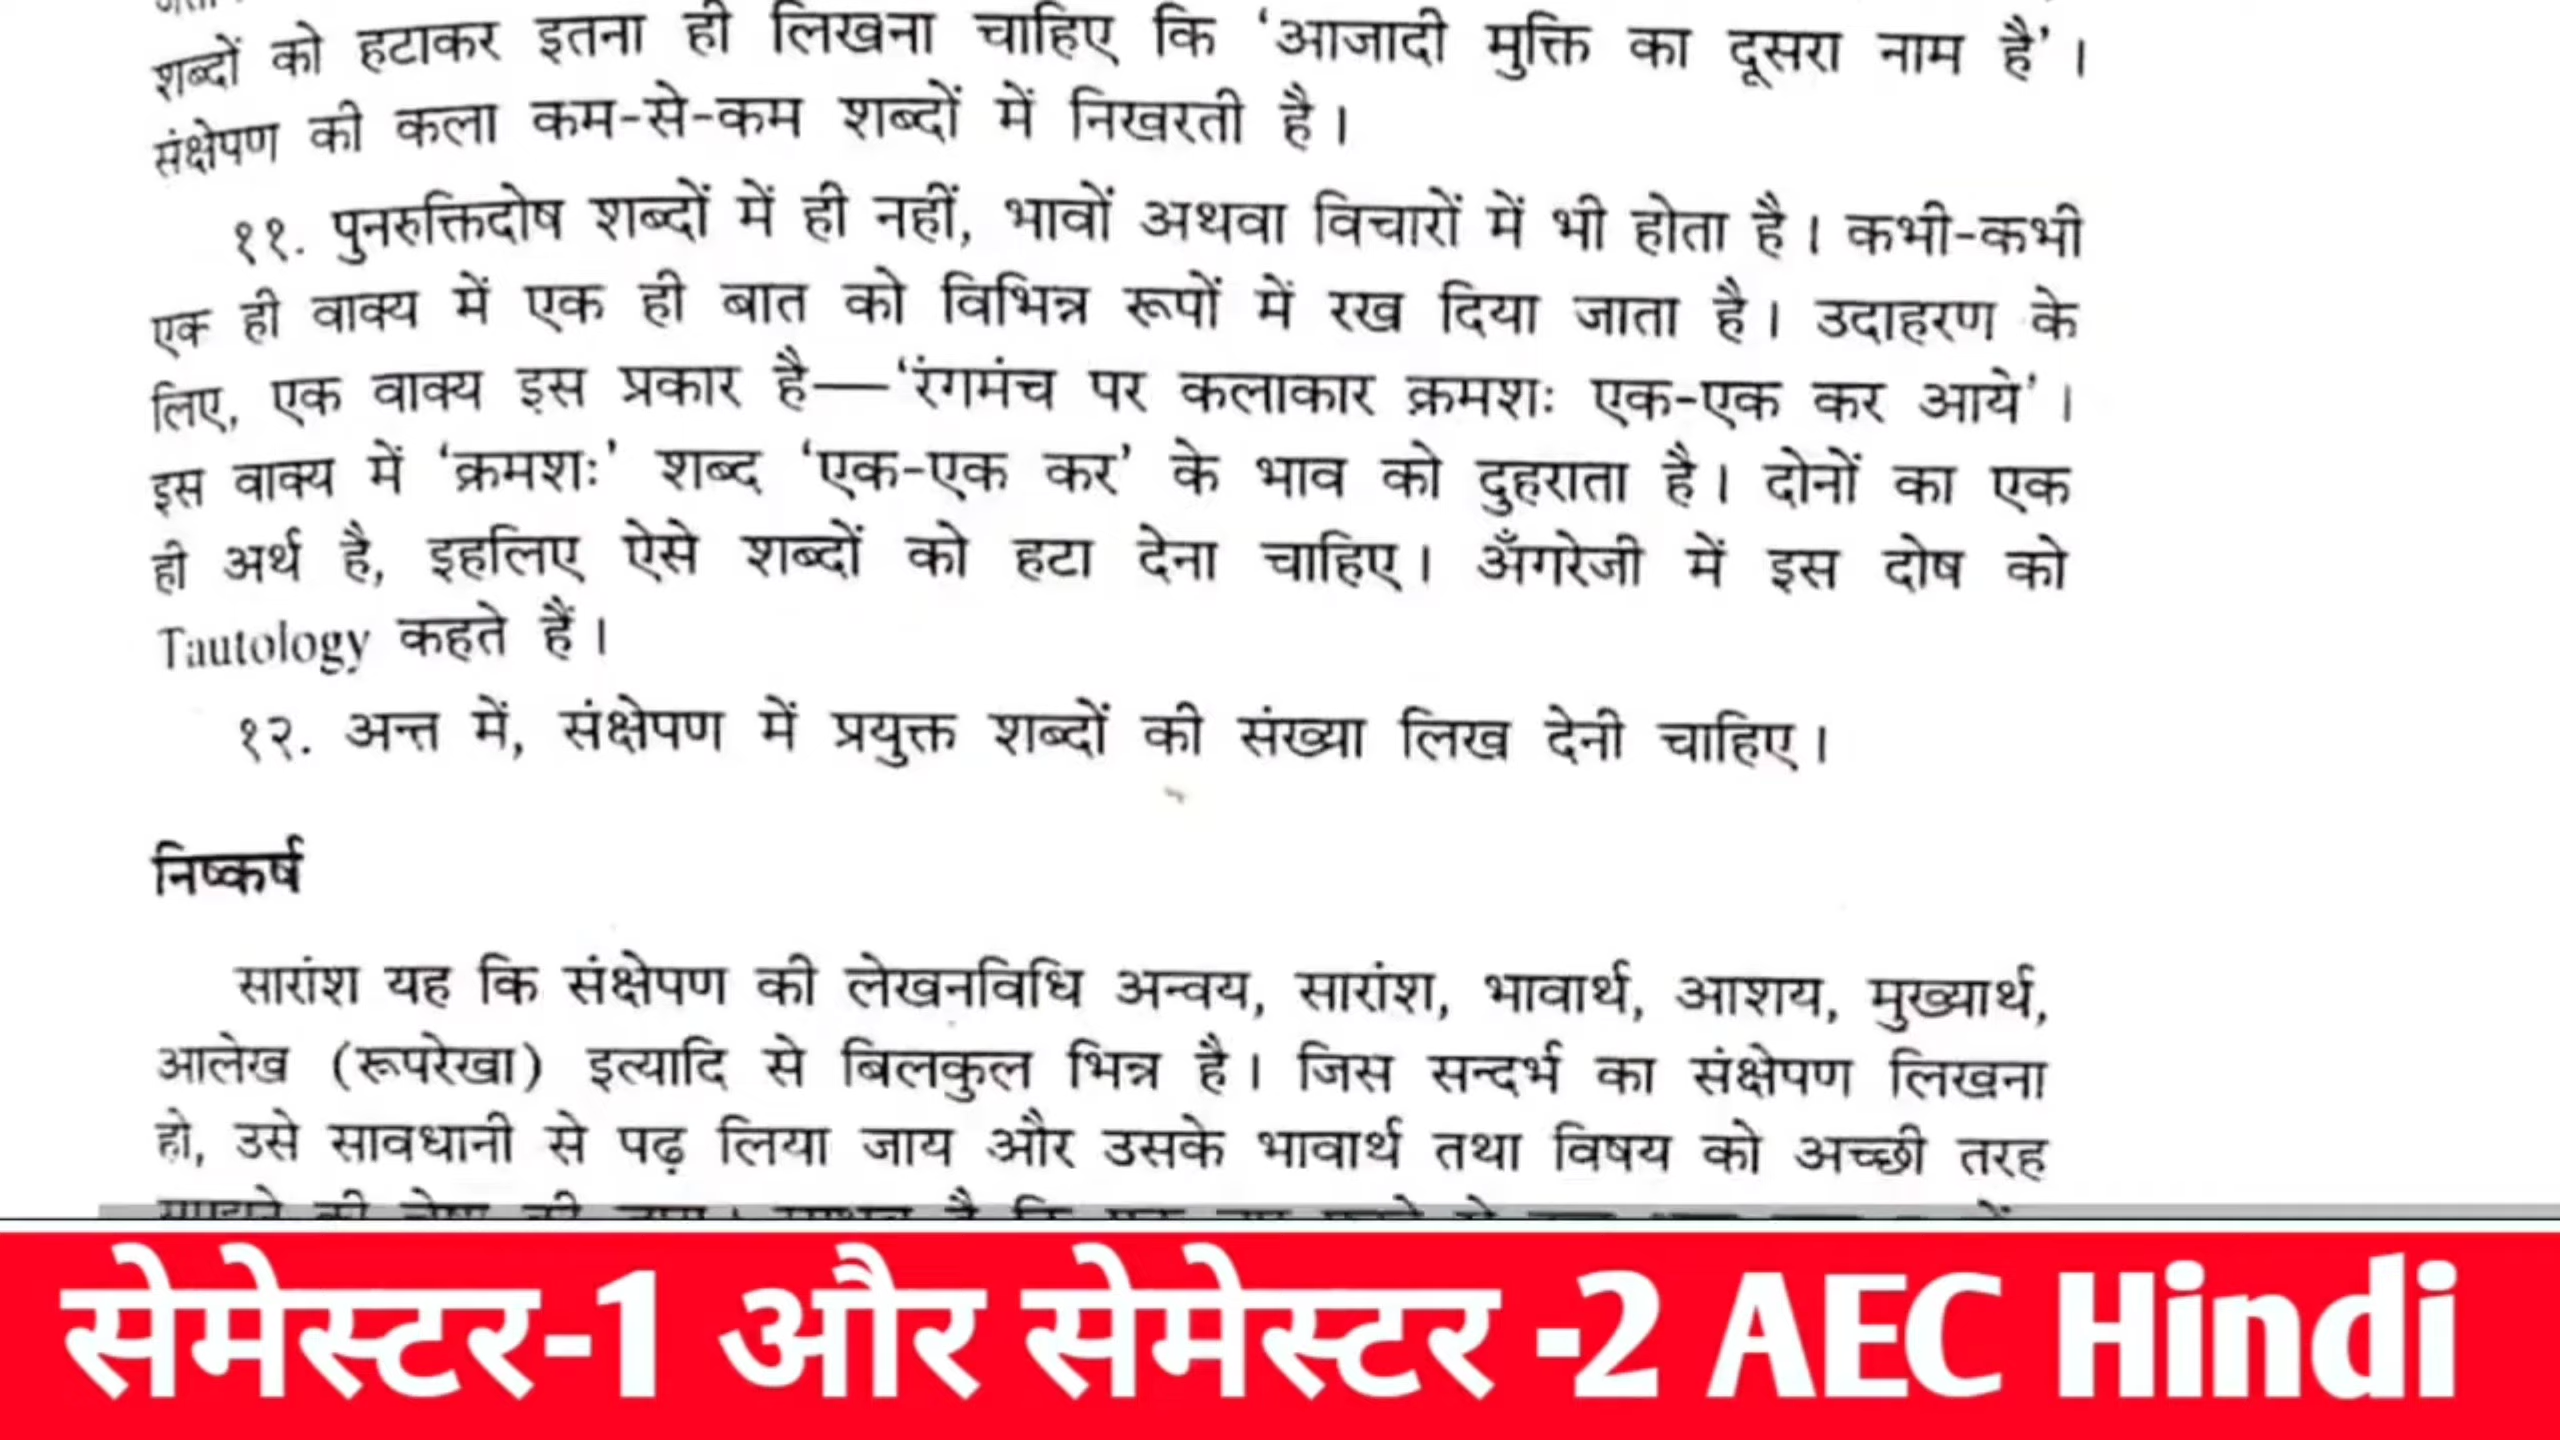 शब्दों को हटाकर इतना ही लिखना चाहिए कि ‘आजादी मुक्ति का दूसरा नाम है’।
संक्षेपण की कला कम-से-कम शब्दों में निखरती है।
११. पुनरुक्तिदोष शब्दों में ही नहीं, भावों अथवा विचारों में भी होता है। कभी-कभी
एक ही वाक्य में एक ही बात को विभिन्न रूपों में रख दिया जाता है। उदाहरण के
लिए, एक वाक्य इस प्रकार है—‘रंगमंच पर कलाकार क्रमशः एक-एक कर आये’।
इस वाक्य में ‘क्रमशः’ शब्द ‘एक-एक कर’ के भाव को दुहराता है। दोनों का एक
ही अर्थ है, इहलिए ऐसे शब्दों को हटा देना चाहिए। अँगरेजी में इस दोष को
Tautology कहते हैं।
१२. अन्त में, संक्षेपण में प्रयुक्त शब्दों की संख्या लिख देनी चाहिए।
निष्कर्ष
सारांश यह कि संक्षेपण की लेखनविधि अन्वय, सारांश, भावार्थ, आशय, मुख्यार्थ,
आलेख (रूपरेखा) इत्यादि से बिलकुल भिन्न है। जिस सन्दर्भ का संक्षेपण लिखना
हो, उसे सावधानी से पढ़ लिया जाय और उसके भावार्थ तथा विषय को अच्छी तरह
सेमेस्टर-1 और सेमेस्टर -2 AEC Hindi